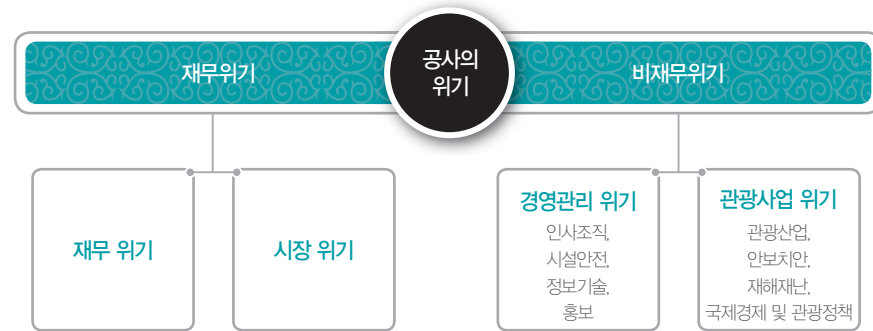 재무위기
공사의
위기
비재무위기
재무 위기
시장 위기
경영관리 위기
인사조직,
시설안전,
정보기술,
홍보
관광사업 위기
관광산업,
안보치안,
재해재난,
국제경제 및 관광정책